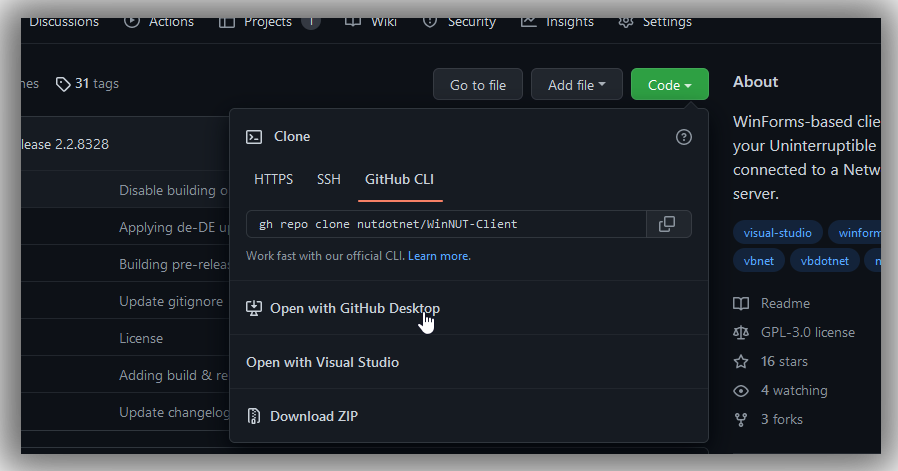 Discussions Actions Projects 1 Wiki Security Insights Settings
31 tags Go to file Add file Code
About
WinForms-based clie
your Uninterruptible
connected to a Netw
server.
visual-studio winform
vbnet vbdotnet n
Readme
GPL-3.0 license
16 stars
4 watching
3 forks
lease 2.2.8328
Disable building o
Applying de-DE up
Building pre-relea
Update gitignore
License
Adding build & re
Update changelog
Clone
HTTPS SSH GitHub CLI
gh repo clone nutdotnet/WinNUT-Client
Work fast with our official CLI. Learn more.
Open with GitHub Desktop
Open with Visual Studio
Download ZIP